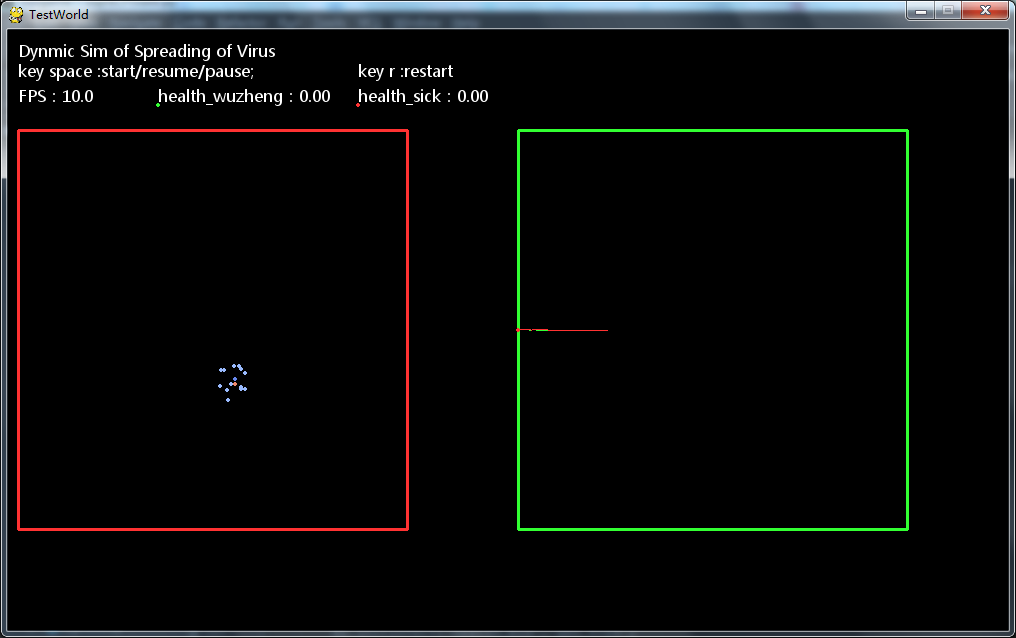 TestWorld
Dynmic Sim of Spreading of Virus
key space :start/resume/pause; key r :restart
FPS : 10.0 health_wuzheng : 0.00 health_sick : 0.00